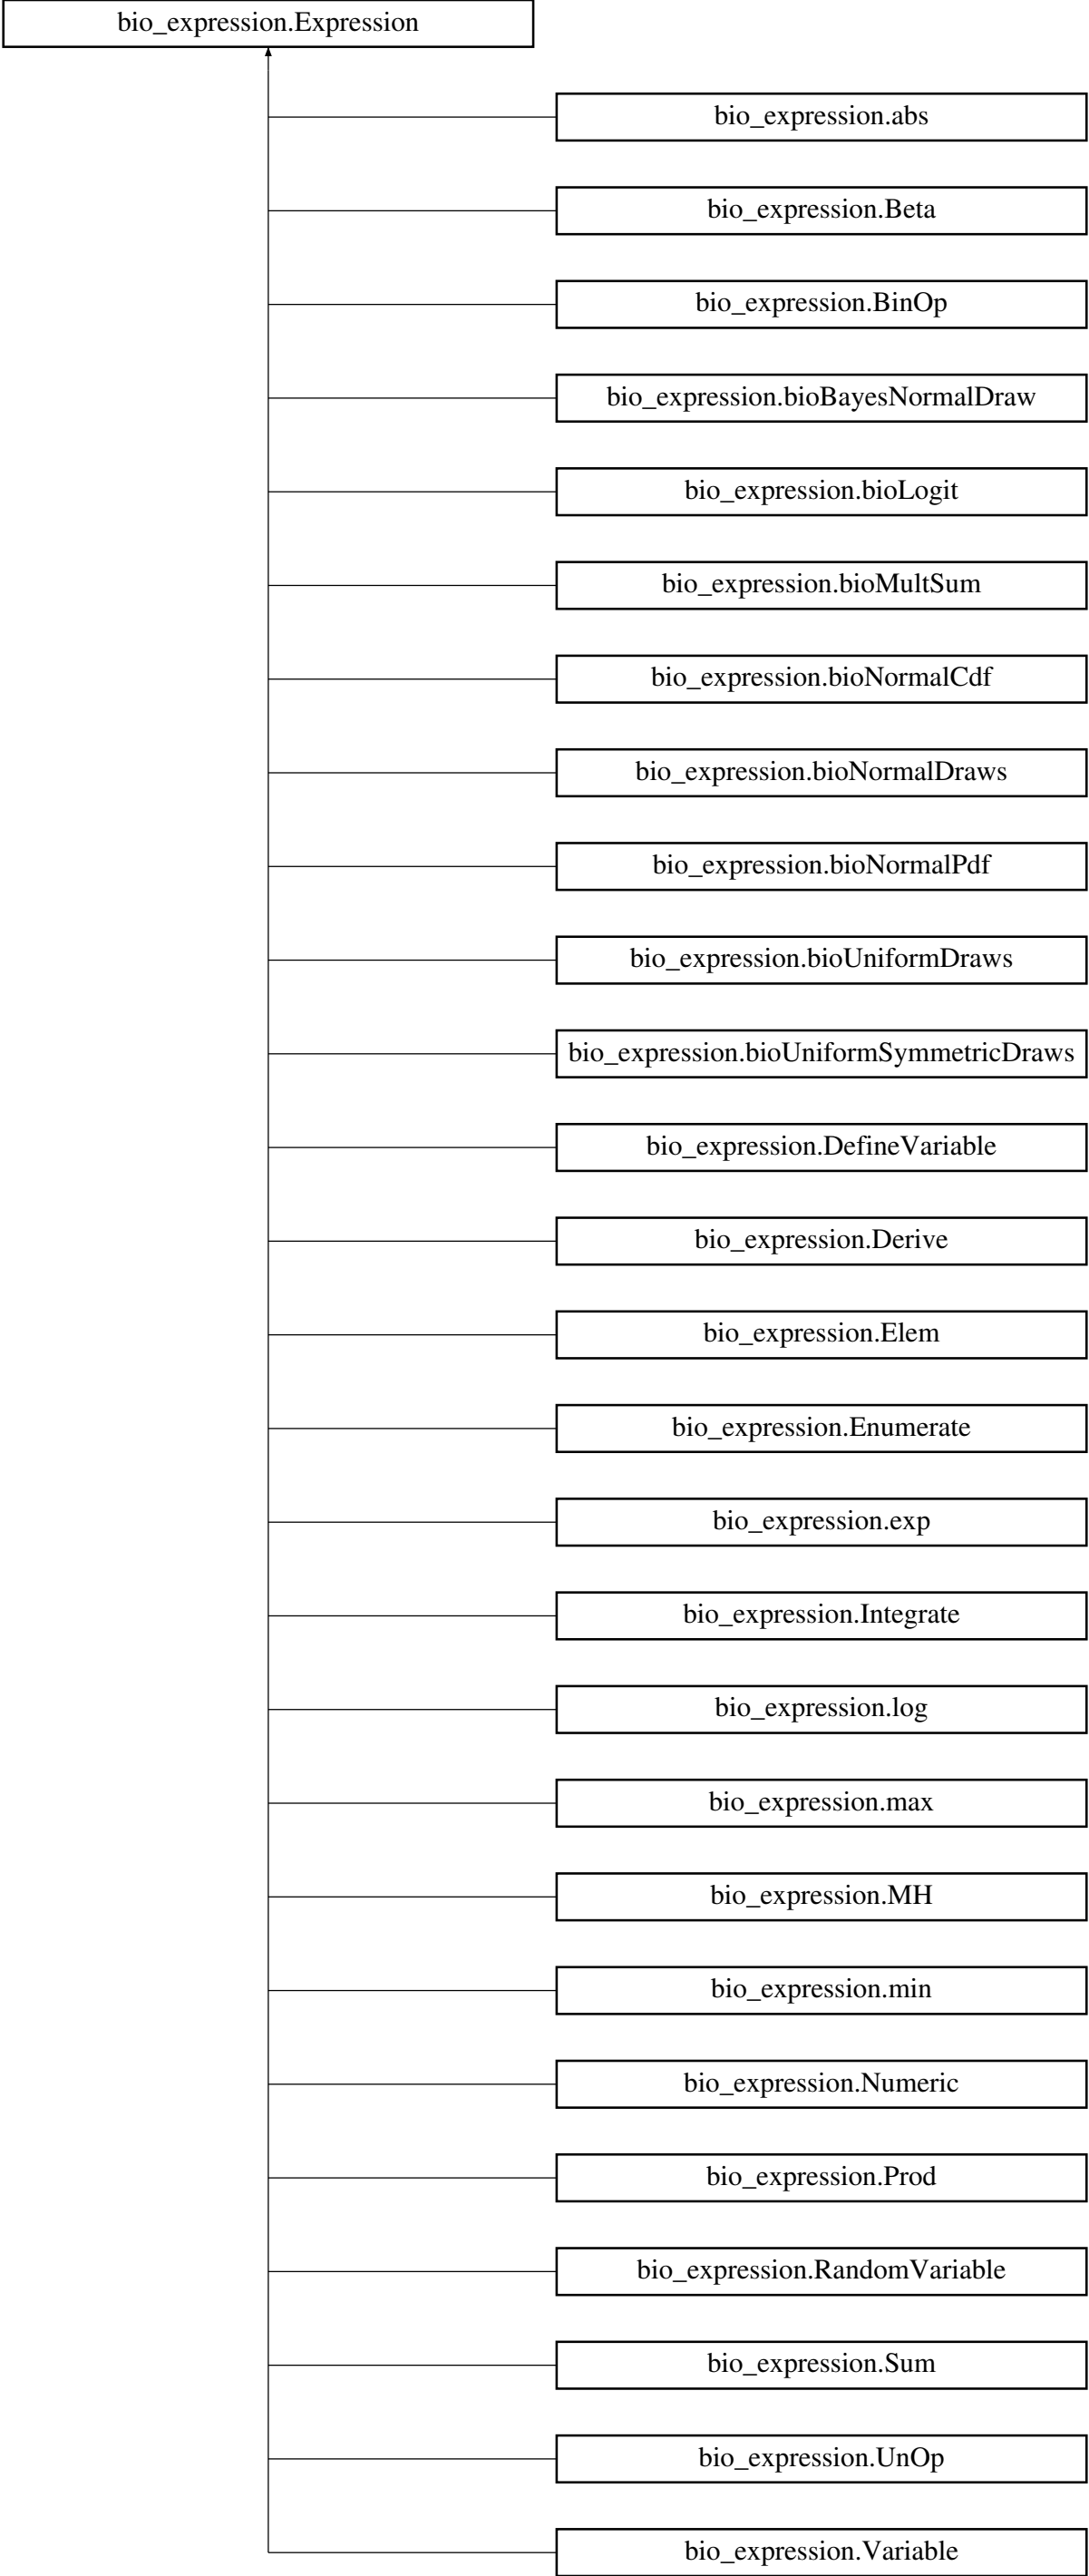 bio_expression.Expression
bio_expression.abs
bio_expression.Beta
bio_expression.BinOp
bio_expression.bioBayesNormalDraw
bio_expression.bioLogit
bio_expression.bioMultSum
bio_expression.bioNormalCdf
bio_expression.bioNormalDraws
bio_expression.bioNormalPdf
bio_expression.bioUniformDraws
bio_expression.bioUniformSymmetricDraws
bio_expression.DefineVariable
bio_expression.Derive
bio_expression.Elem
bio_expression.Enumerate
bio_expression.exp
bio_expression.Integrate
bio_expression.log
bio_expression.max
bio_expression.MH
bio_expression.min
bio_expression.Numeric
bio_expression.Prod
bio_expression.RandomVariable
bio_expression.Sum
bio_expression.UnOp
bio_expression.Variable